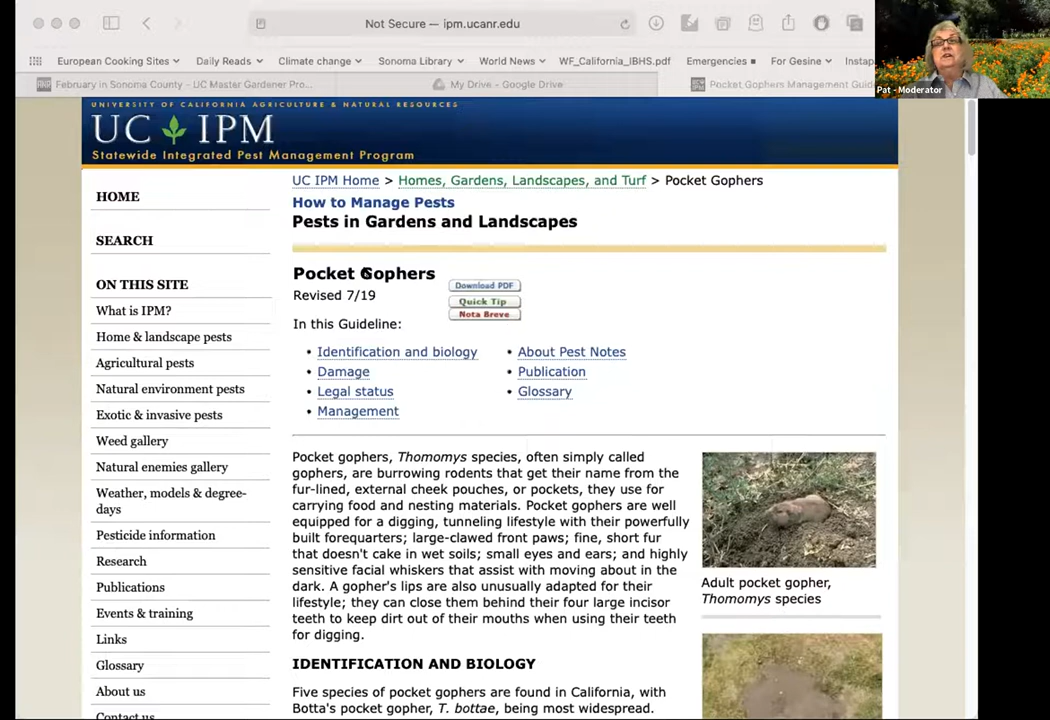 Not Secure — ipm.ucanr.edu
European Cooking Sites
Daily Reads
Climate change
Sonoma Library
World News
WF_California_IBHS.pdf
Emergencies
For Gesine
Instap
February in Sonoma County - UC Master Gardener Pro...
My Drive - Google Drive
Pocket Gophers Management Guid
Pat - Moderator
UNIVERSITY OF CALIFORNIA AGRICULTURE & NATURAL RESOURCES
UC IPM
Statewide Integrated Pest Management Program
HOME
SEARCH
ON THIS SITE
What is IPM?
Home & landscape pests
Agricultural pests
Natural environment pests
Exotic & invasive pests
Weed gallery
Natural enemies gallery
Weather, models & degree-
days
Pesticide information
Research
Publications
Events & training
Links
Glossary
About us
Contact us
UC IPM Home > Homes, Gardens, Landscapes, and Turf > Pocket Gophers
How to Manage Pests
Pests in Gardens and Landscapes
Pocket Gophers
Revised 7/19
Download PDF
Quick Tip
Nota Breve
In this Guideline:
• Identification and biology
• Damage
• Legal status
• Management
• About Pest Notes
• Publication
• Glossary
Pocket gophers, Thomomys species, often simply called
gophers, are burrowing rodents that get their name from the
fur-lined, external cheek pouches, or pockets, they use for
carrying food and nesting materials. Pocket gophers are well
equipped for a digging, tunneling lifestyle with their powerfully
built forequarters; large-clawed front paws; fine, short fur
that doesn't cake in wet soils; small eyes and ears; and highly
sensitive facial whiskers that assist with moving about in the
dark. A gopher's lips are also unusually adapted for their
lifestyle; they can close them behind their four large incisor
teeth to keep dirt out of their mouths when using their teeth
for digging.
Adult pocket gopher,
Thomomys species
IDENTIFICATION AND BIOLOGY
Five species of pocket gophers are found in California, with
Botta's pocket gopher, T. bottae, being most widespread.